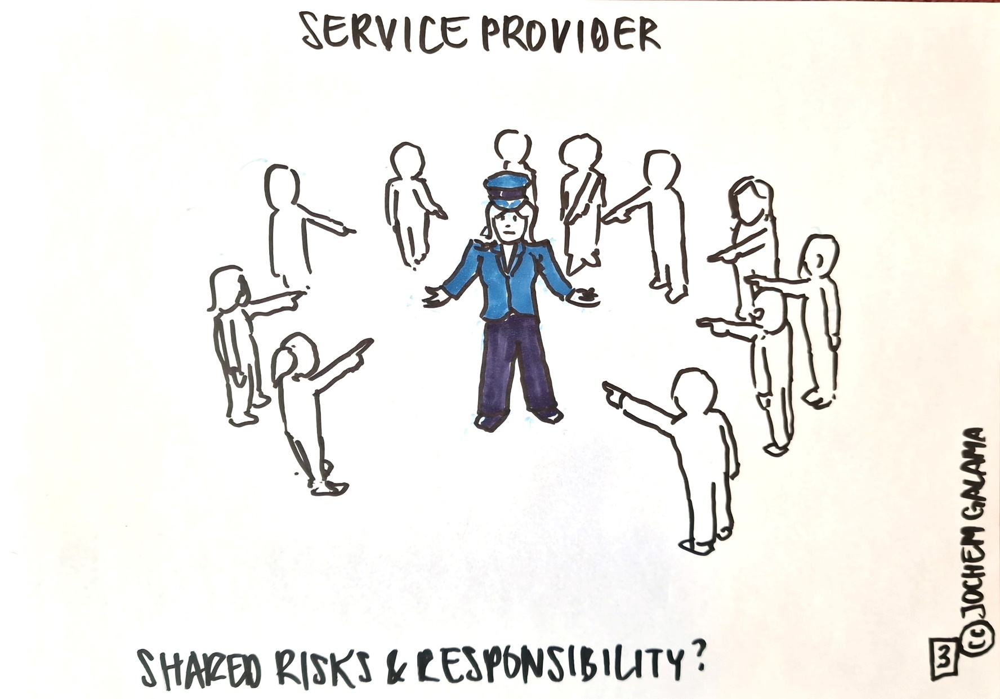 SERVICE PROVIDER
SHARED RISKS & RESPONSIBILITY?
3 cc JOCHEM GALAMA